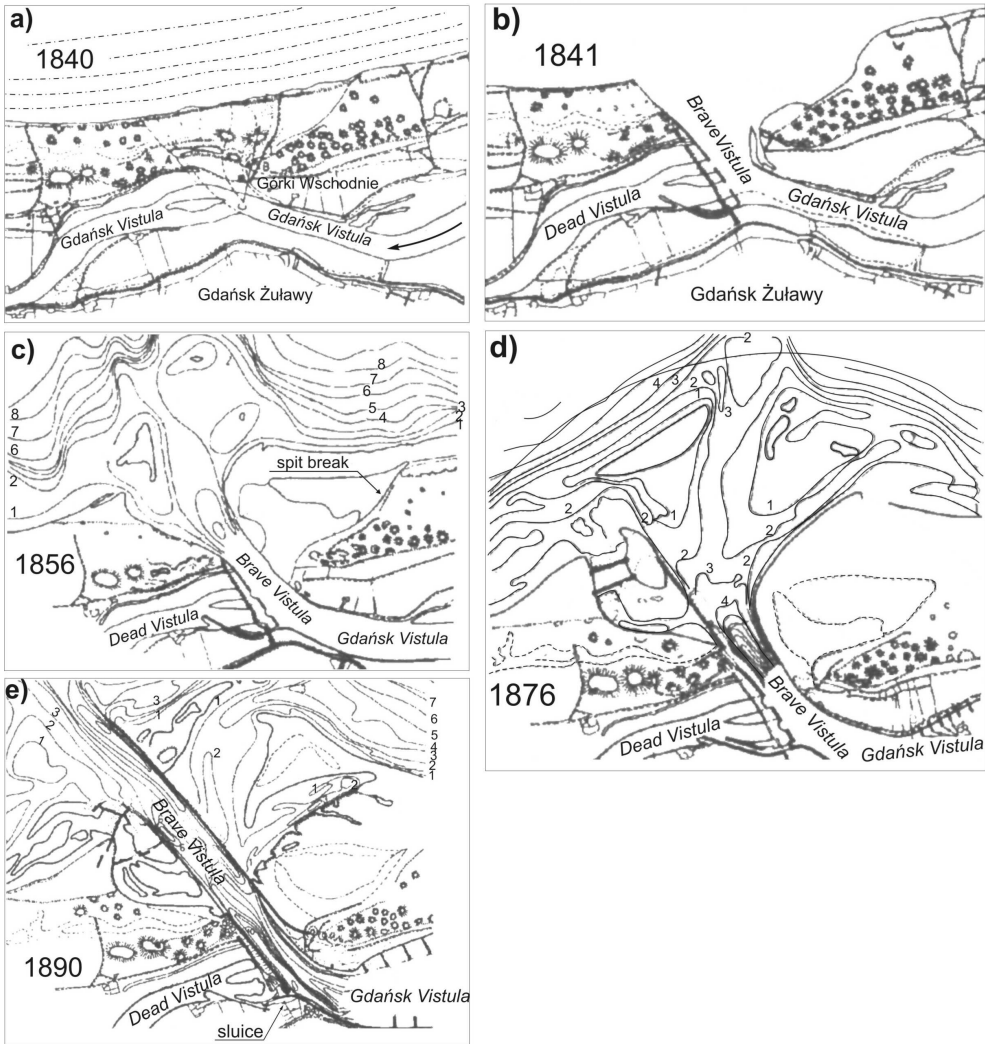 a)
1840
Górki Wschodnie
Gdańsk Vistula
Gdańsk Vistula
Gdańsk Żuławy
b)
1841
Brave Vistula
Dead Vistula
Gdańsk Vistula
Gdańsk Żuławy
c)
8
7
6
5
4
3
2
1
8
7
6
2
1
spit break
1856
Brave Vistula
Dead Vistula
Gdańsk Vistula
d)
2
4
3
2
1
3
2
2
1
1
2
2
2
3
4
1876
Brave Vistula
Dead Vistula
Gdańsk Vistula
e)
3
2
1
3
1
1
2
7
6
5
4
3
2
1
1
2
Brave Vistula
1890
Dead Vistula
Gdańsk Vistula
sluice